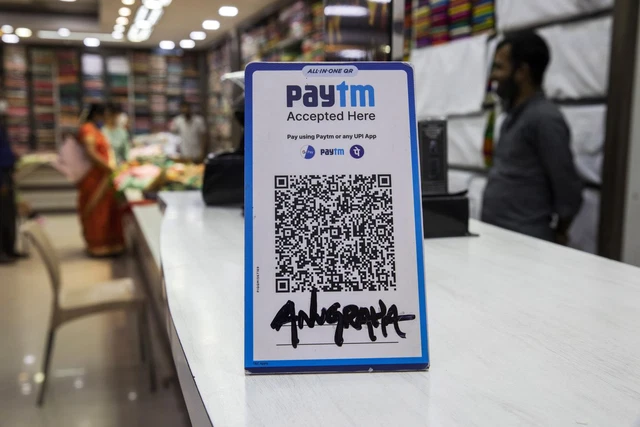 ALL-IN-ONE QR
paytm
Accepted Here
Pay using Paytm or any UPI App
paytm पे
ANUGRAHA